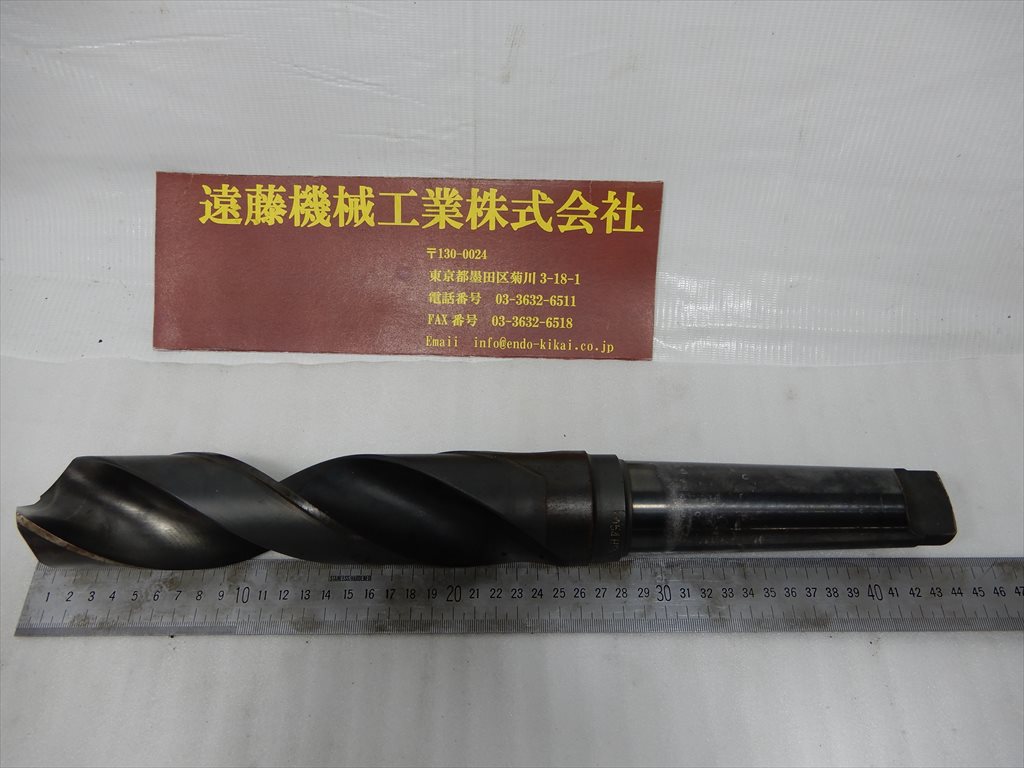 遠藤機械工業株式会社
〒130-0024
東京都墨田区菊川 3-18-1
電話番号 03-3632-6511
FAX 番号 03-3632-6518
Emaii info@endo-kikai.co.jp
STAINLESS HARDENED
1 2 3 4 5 6 7 8 9 10 11 12 13 14 15 16 17 18 19 20 21 22 23 24 25 26 27 28 29 30 31 32 33 34 35 36 37 38 39 40 41 42 43 44 45 46 47